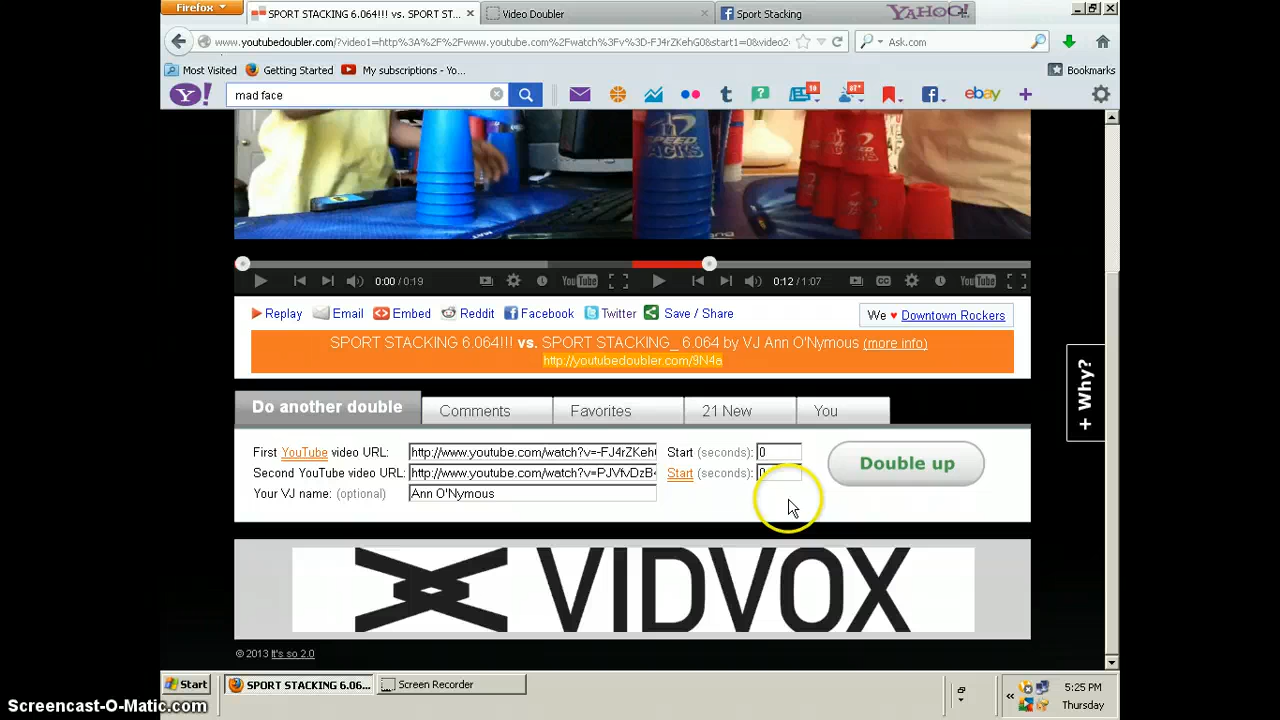 Firefox
SPORT STACKING 6.064!!! vs. SPORT ST...
Video Doubler
Sport Stacking
YAHOO!
www.youtubedoubler.com/?video1=http%3A%2F%2Fwww.youtube.com%2Fwatch%3Fv%3D-FJ4rZKehG0&start1=0&video2
Ask.com
Most Visited
Getting Started
My subscriptions - Yo...
Bookmarks
Y!
mad face
ebay
SPEED STACKS
0:00 / 0:19
YouTube
0:12 / 1:07
CC
YouTube
Replay
Email
Embed
Reddit
Facebook
Twitter
Save / Share
We ♥ Downtown Rockers
SPORT STACKING 6.064!!! vs. SPORT STACKING_ 6.064 by VJ Ann O'Nymous (more info)
http://youtubedoubler.com/9N4a
+ Why?
Do another double
Comments
Favorites
21 New
You
First YouTube video URL: http://www.youtube.com/watch?v=-FJ4rZKeh Start (seconds): 0
Second YouTube video URL: http://www.youtube.com/watch?v=PJVfvDzB Start (seconds): 0
Double up
Your VJ name: (optional) Ann O'Nymous
VIDVOX
© 2013 It's so 2.0
Start
SPORT STACKING 6.06...
Screen Recorder
5:25 PM
Thursday
Screencast-O-Matic.com